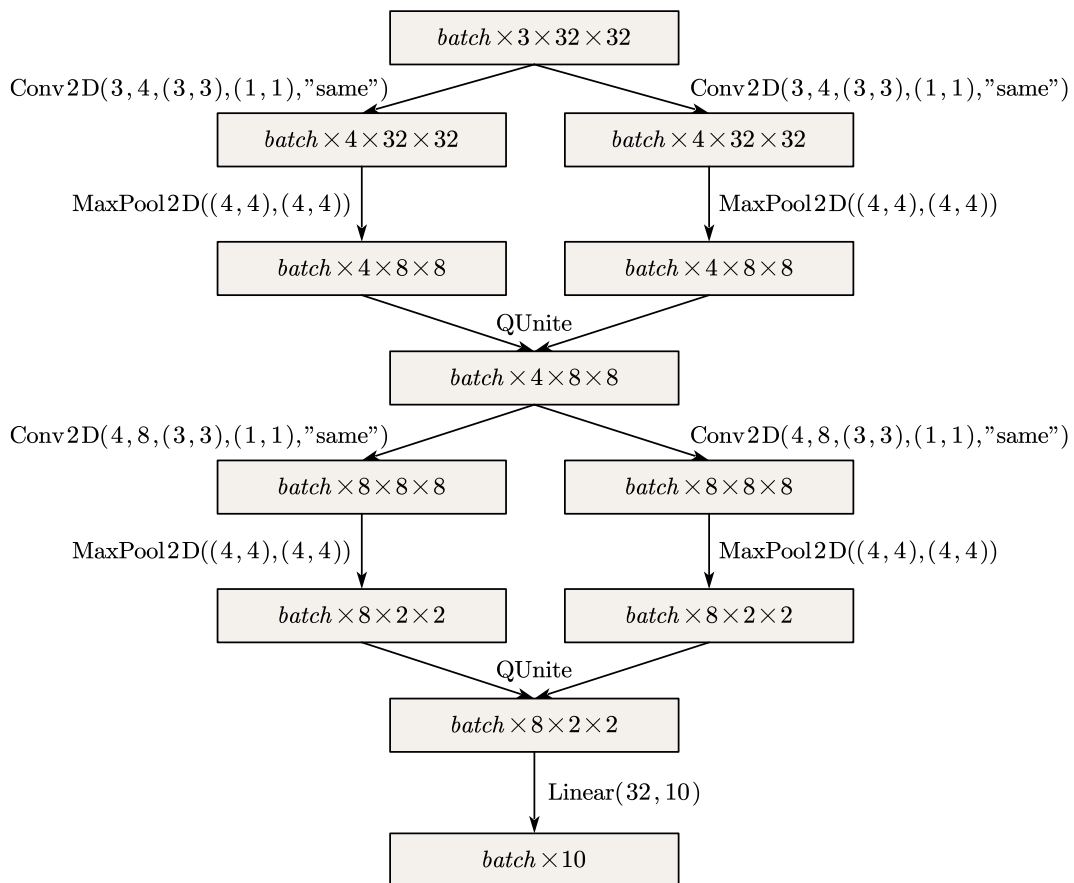 batch×3×32×32
Conv2D(3,4,(3,3),(1,1),”same”) Conv2D(3,4,(3,3),(1,1),”same”)
batch×4×32×32 batch×4×32×32
MaxPool2D((4,4),(4,4)) MaxPool2D((4,4),(4,4))
batch×4×8×8 batch×4×8×8
QUnite
batch×4×8×8
Conv2D(4,8,(3,3),(1,1),”same”) Conv2D(4,8,(3,3),(1,1),”same”)
batch×8×8×8 batch×8×8×8
MaxPool2D((4,4),(4,4)) MaxPool2D((4,4),(4,4))
batch×8×2×2 batch×8×2×2
QUnite
batch×8×2×2
Linear(32,10)
batch×10